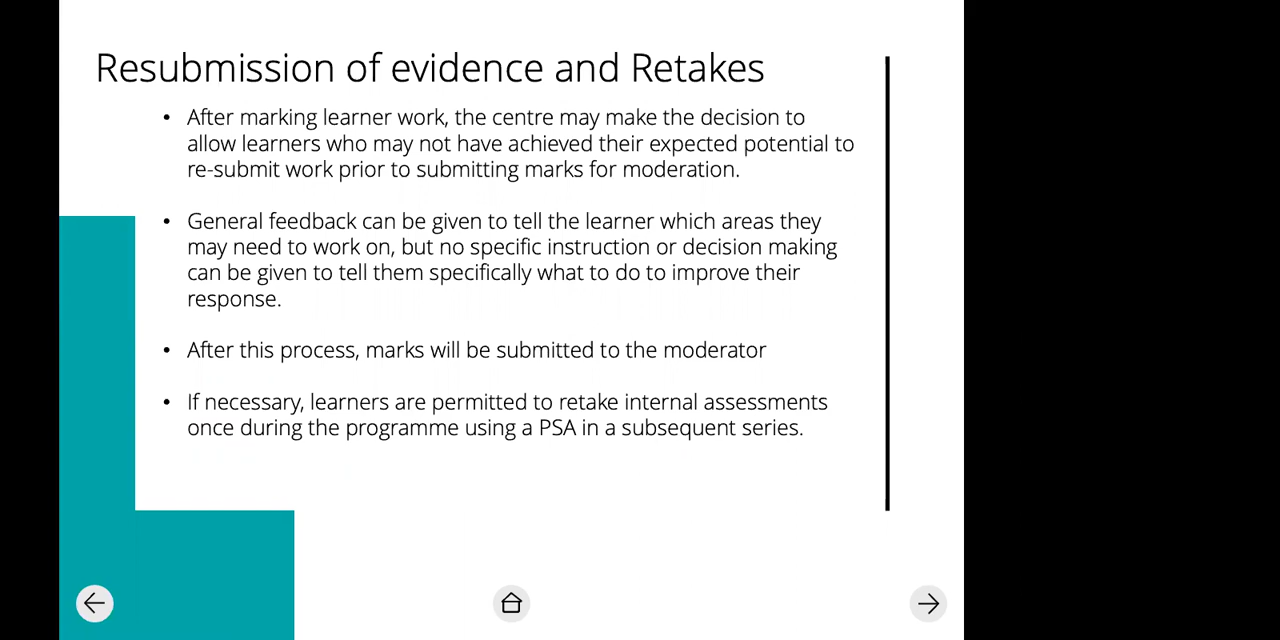 Resubmission of evidence and Retakes
• After marking learner work, the centre may make the decision to
allow learners who may not have achieved their expected potential to
re-submit work prior to submitting marks for moderation.
• General feedback can be given to tell the learner which areas they
may need to work on, but no specific instruction or decision making
can be given to tell them specifically what to do to improve their
response.
• After this process, marks will be submitted to the moderator
• If necessary, learners are permitted to retake internal assessments
once during the programme using a PSA in a subsequent series.